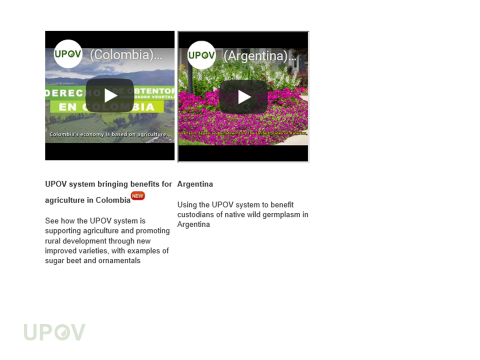 UPOV (Colombia)...
DERECHO OBTENTOR
EN COLOMBIA
Colombia's economy is based on agriculture
UPOV (Argentina)...
UPOV system bringing benefits for
agriculture in Colombia NEW
See how the UPOV system is
supporting agriculture and promoting
rural development through new
improved varieties, with examples of
sugar beet and ornamentals
Argentina
Using the UPOV system to benefit
custodians of native wild germplasm in
Argentina
UPOV